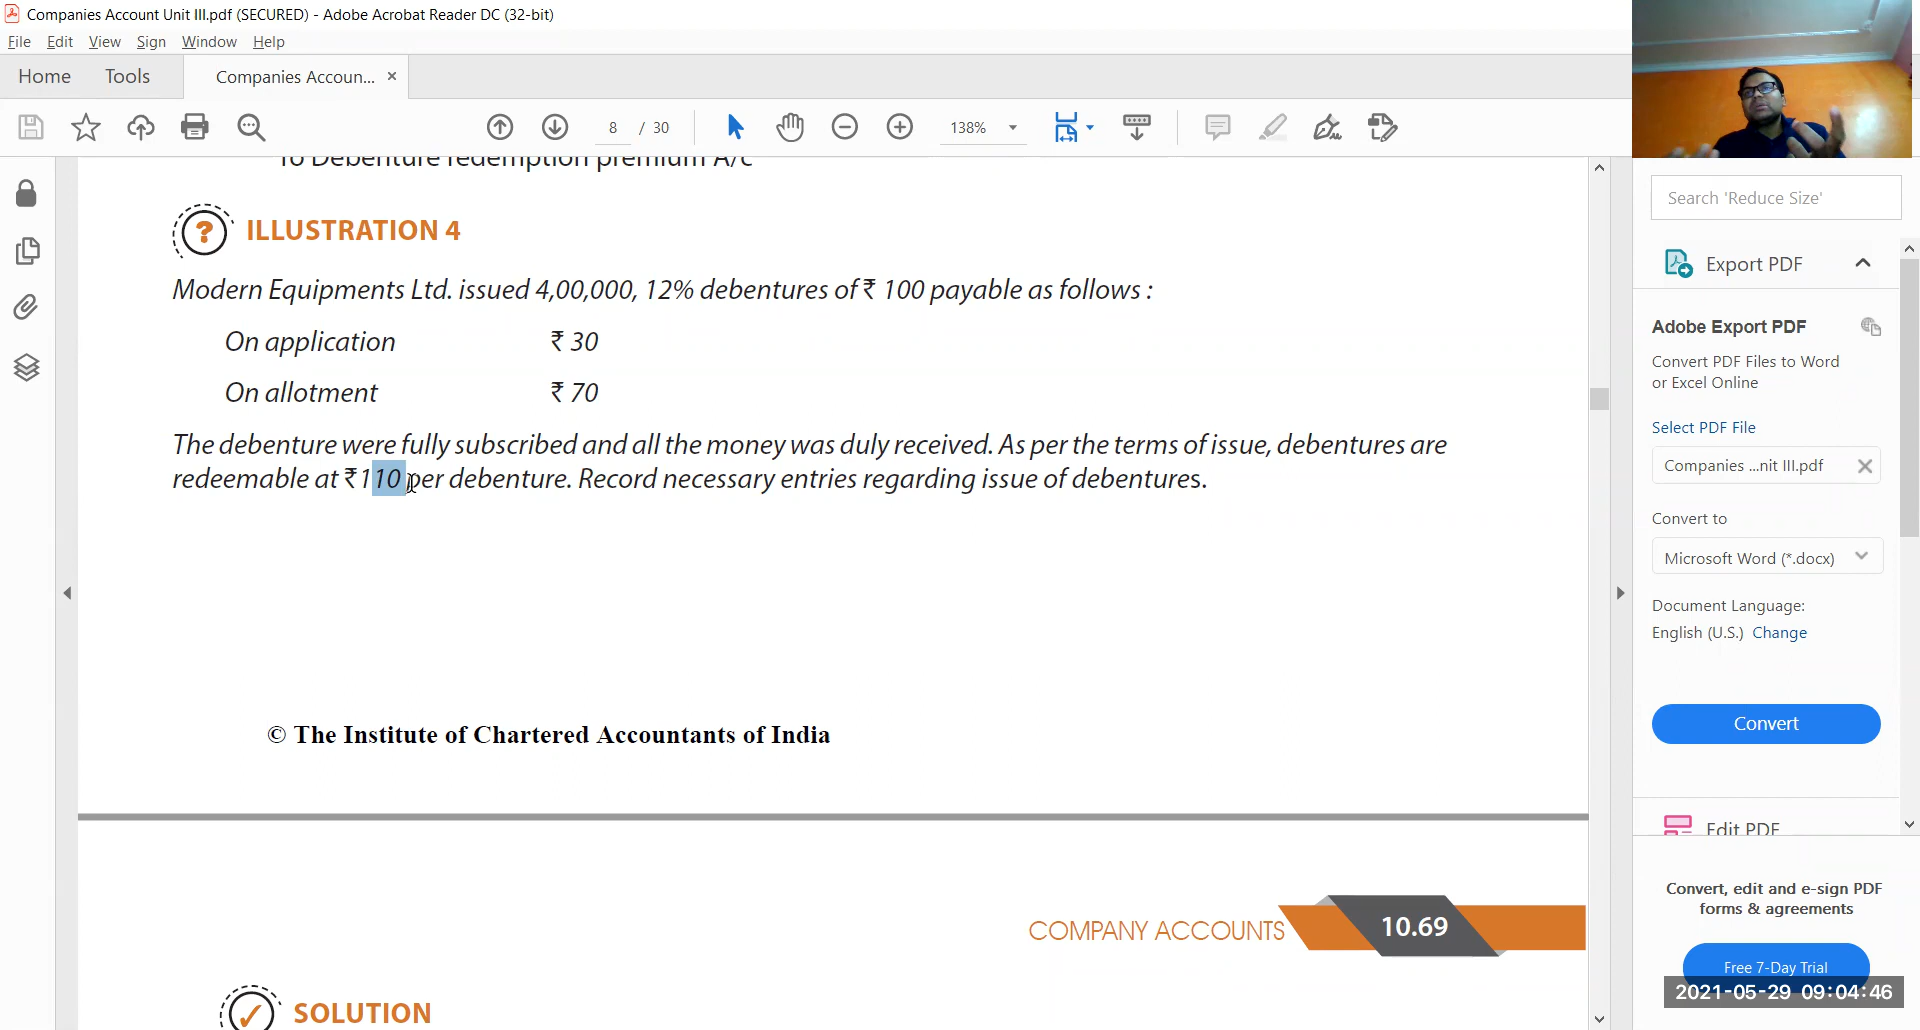 Companies Account Unit III.pdf (SECURED) - Adobe Acrobat Reader DC (32-bit)
File Edit View Sign Window Help
Home Tools Companies Accoun... ×
8 / 30 138%
To Debenture redemption premium A/c
? ILLUSTRATION 4
Modern Equipments Ltd. issued 4,00,000, 12% debentures of ₹ 100 payable as follows :
On application ₹ 30
On allotment ₹ 70
The debenture were fully subscribed and all the money was duly received. As per the terms of issue, debentures are
redeemable at ₹110 per debenture. Record necessary entries regarding issue of debentures.
© The Institute of Chartered Accountants of India
COMPANY ACCOUNTS 10.69
SOLUTION
Search 'Reduce Size'
Export PDF
Adobe Export PDF
Convert PDF Files to Word
or Excel Online
Select PDF File
Companies ...nit III.pdf
Convert to
Microsoft Word (*.docx)
Document Language:
English (U.S.) Change
Convert
Edit PDF
Convert, edit and e-sign PDF
forms & agreements
Free 7-Day Trial
2021-05-29 09:04:46